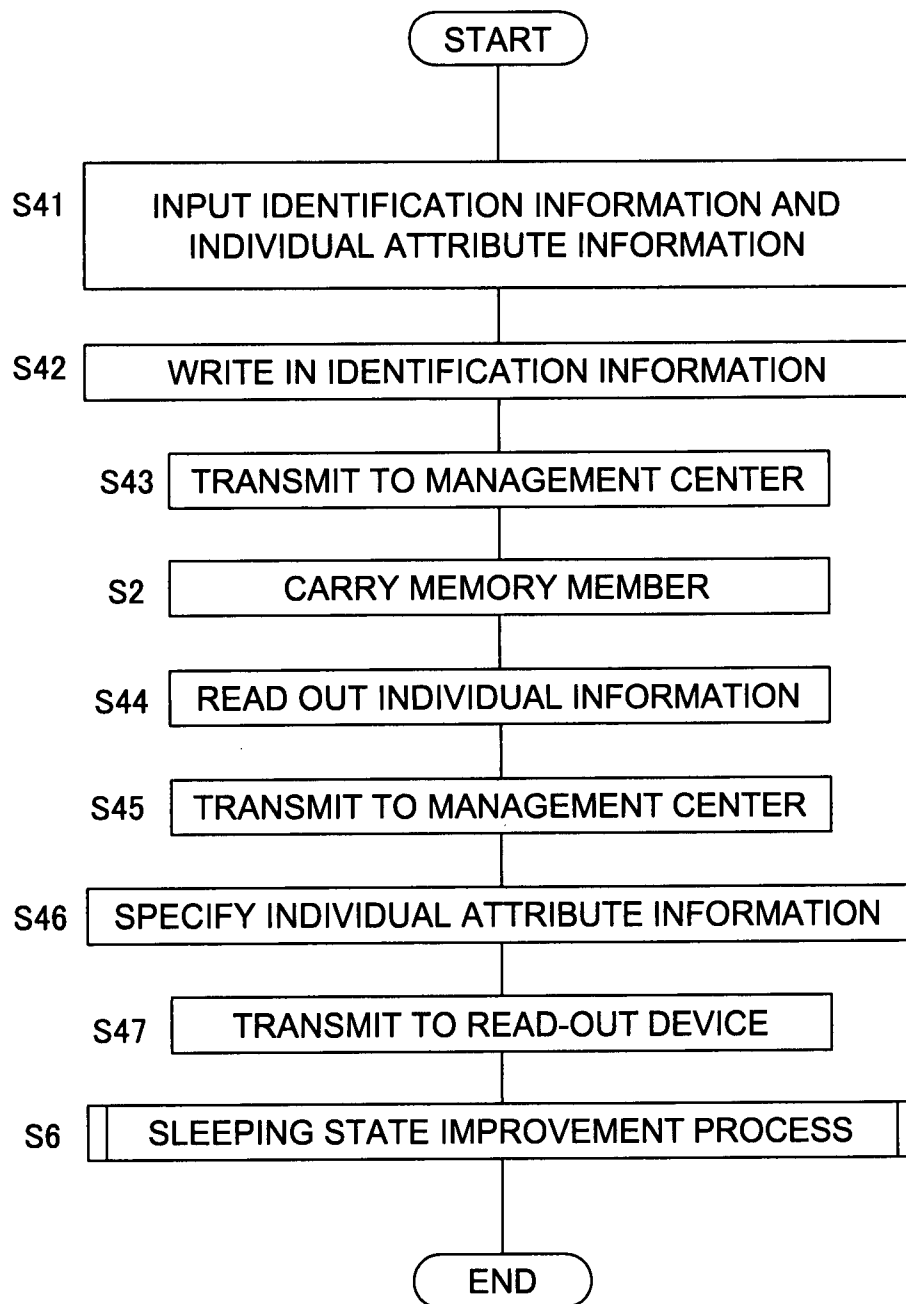 START
S41
INPUT IDENTIFICATION INFORMATION AND
INDIVIDUAL ATTRIBUTE INFORMATION
S42
WRITE IN IDENTIFICATION INFORMATION
S43
TRANSMIT TO MANAGEMENT CENTER
S2
CARRY MEMORY MEMBER
S44
READ OUT INDIVIDUAL INFORMATION
S45
TRANSMIT TO MANAGEMENT CENTER
S46
SPECIFY INDIVIDUAL ATTRIBUTE INFORMATION
S47
TRANSMIT TO READ-OUT DEVICE
S6
SLEEPING STATE IMPROVEMENT PROCESS
END